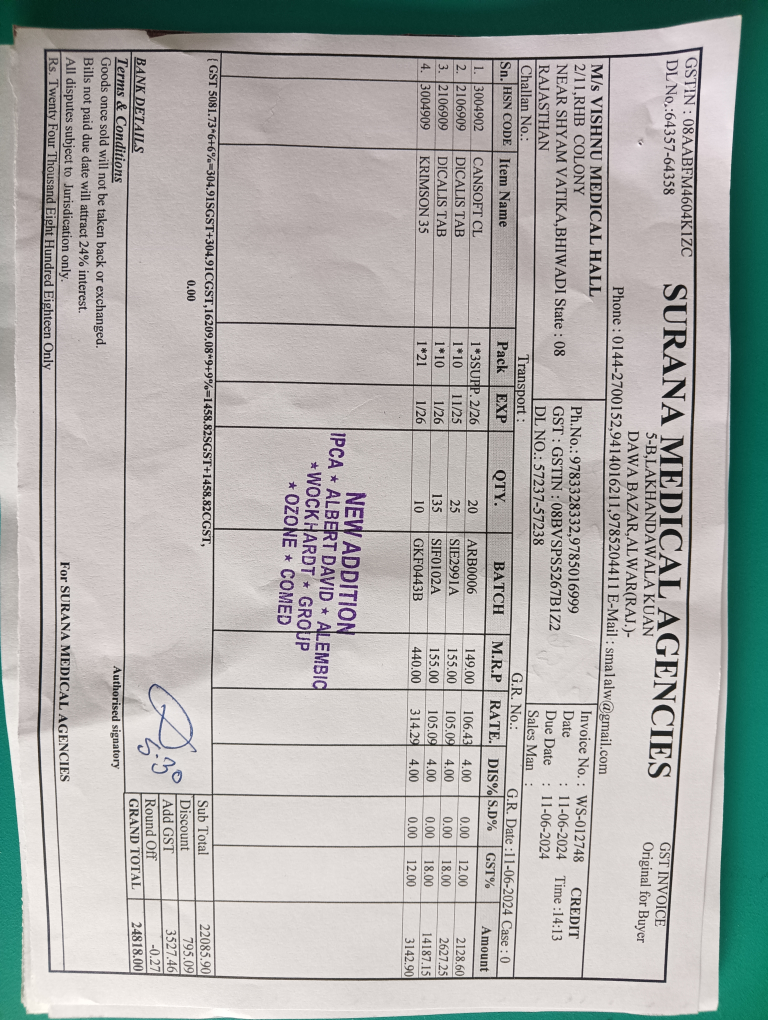 GSTIN : 08AABFM4604K1ZC
DL No.:64357-64358
GST INVOICE
Original for Buyer
SURANA MEDICAL AGENCIES
5-B,LAKHANDAWALA KUAN
DAWA BAZAR,ALWAR(RAJ.)-
Phone : 0144-2700152,9414016211,9785204411 E-Mail : sma1alw@gmail.com
M/s VISHNU MEDICAL HALL
2/11,RHB COLONY
NEAR SHYAM VATIKA,BHIWADI State : 08
RAJASTHAN
Ph.No.: 9783328332,9785016999
GST : GSTIN : 08BVSPS5267B1Z2
DL NO.: 57237-57238
Invoice No. : WS-012748 CREDIT
Date : 11-06-2024 Time :14:13
Due Date : 11-06-2024
Sales Man :
Challan No.: Transport : G.R. No.: G.R. Date :11-06-2024 Case : 0
Sn. HSN CODE Item Name Pack EXP QTY. BATCH M.R.P RATE. DIS% S.D% GST% Amount
1. 3004902 CANSOFT CL 1*3SUPP. 2/26 20 ARB0006 149.00 106.43 4.00 0.00 12.00 2128.60
2. 2106909 DICALIS TAB 1*10 11/25 25 SIE2991A 155.00 105.09 4.00 0.00 18.00 2627.25
3. 2106909 DICALIS TAB 1*10 1/26 135 SIF0102A 155.00 105.09 4.00 0.00 18.00 14187.15
4. 3004909 KRIMSON 35 1*21 1/26 10 GKF0443B 440.00 314.29 4.00 0.00 12.00 3142.90
NEW ADDITION
IPCA * ALBERT DAVID * ALEMBIC
* WOCKHARDT * GROUP
* OZONE * COMED
( GST 5081.73*6+6%=304.91SGST+304.91CGST,16209.08*9+9%=1458.82SGST+1458.82CGST,
0.00
Sub Total 22085.90
Discount 795.09
Add GST 3527.46
Round Off -0.27
GRAND TOTAL 24818.00
BANK DETAILS
Terms & Conditions
Goods once sold will not be taken back or exchanged.
Bills not paid due date will attract 24% interest.
All disputes subject to Jurisdication only.
5.30
Authorised signatory
For SURANA MEDICAL AGENCIES
Rs. Twenty Four Thousand Eight Hundred Eighteen Only